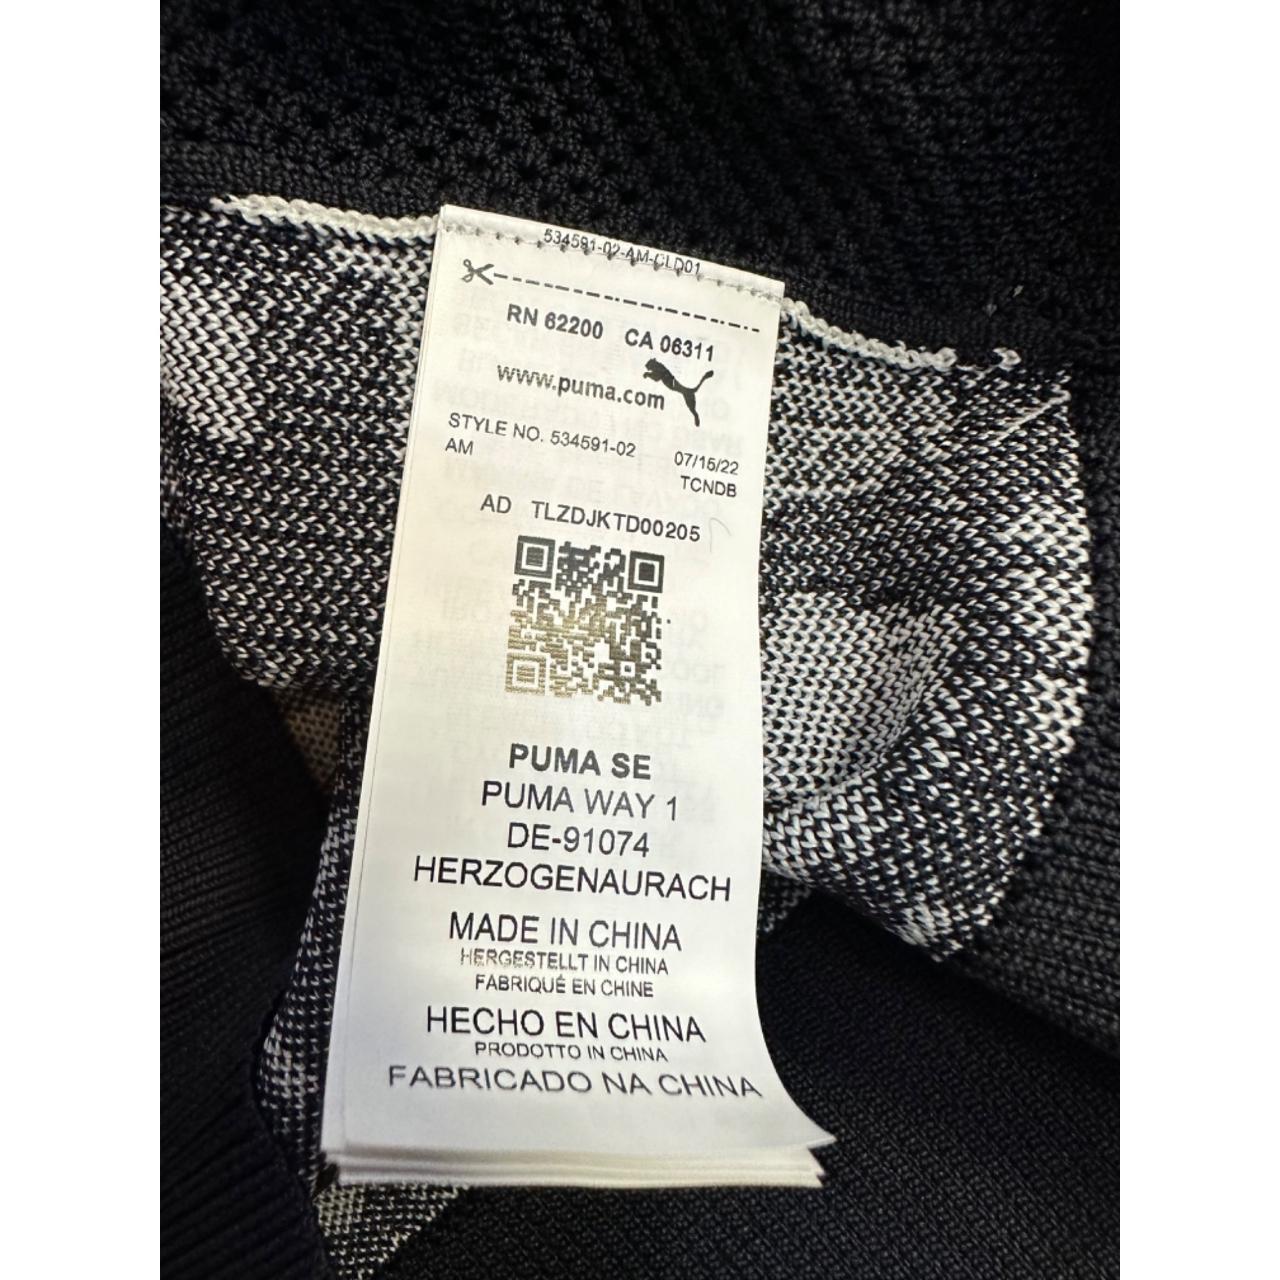 534591-02-AM-CLD01
RN 62200 CA 06311
www.puma.com
STYLE NO. 534591-02 07/15/22
AM TCNDB
AD TLZDJKTD00205
PUMA SE
PUMA WAY 1
DE-91074
HERZOGENAURACH
MADE IN CHINA
HERGESTELLT IN CHINA
FABRIQUÉ EN CHINE
HECHO EN CHINA
PRODOTTO IN CHINA
FABRICADO NA CHINA